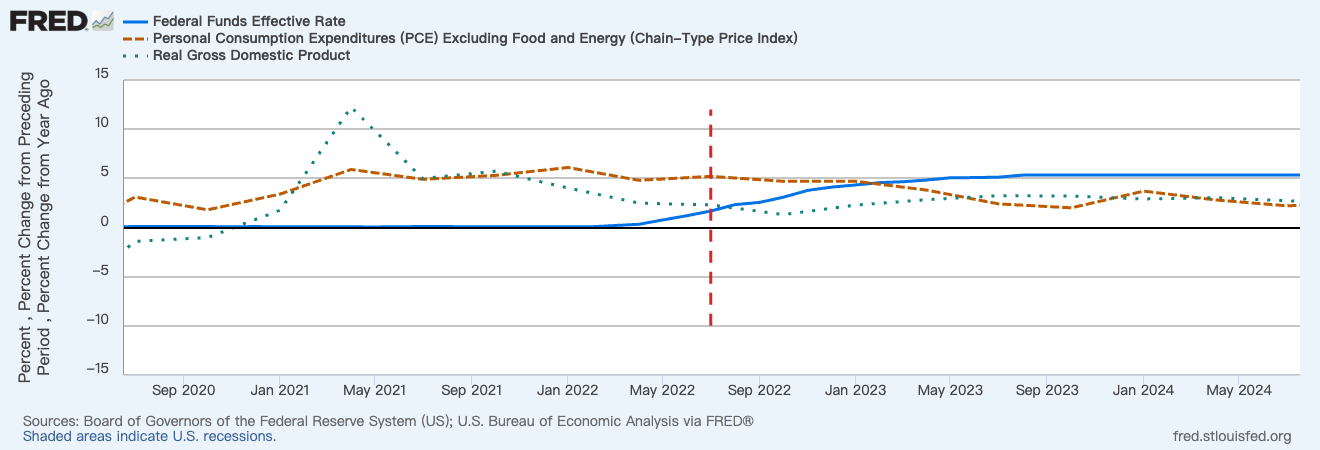 FRED
Federal Funds Effective Rate
Personal Consumption Expenditures (PCE) Excluding Food and Energy (Chain-Type Price Index)
Real Gross Domestic Product
Percent , Percent Change from Preceding
Period , Percent Change from Year Ago
15
10
5
0
-5
-10
-15
Sep 2020
Jan 2021
May 2021
Sep 2021
Jan 2022
May 2022
Sep 2022
Jan 2023
May 2023
Sep 2023
Jan 2024
May 2024
Sources: Board of Governors of the Federal Reserve System (US); U.S. Bureau of Economic Analysis via FRED®
Shaded areas indicate U.S. recessions.
fred.stlouisfed.org